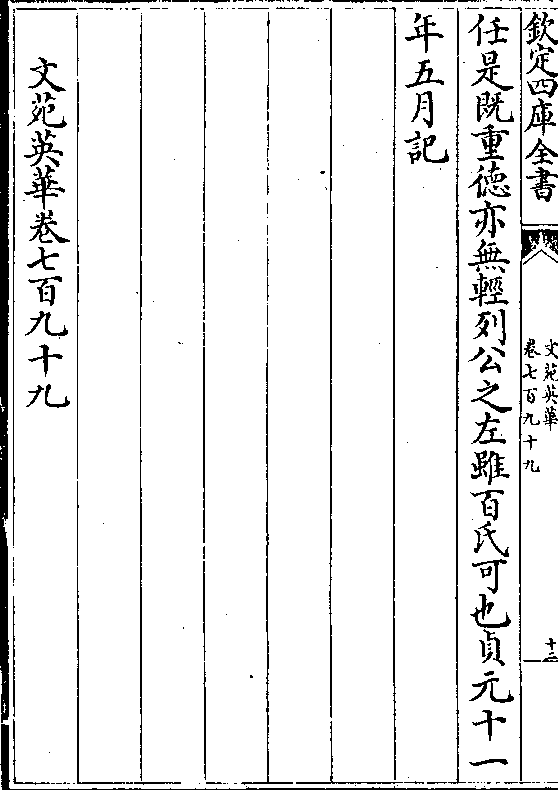 欽定四庫全書
文苑英華
卷七百九十九
十三
任是既重德亦無輕列公之左雖百氏可也貞元十一
年五月記
文苑英華卷七百九十九